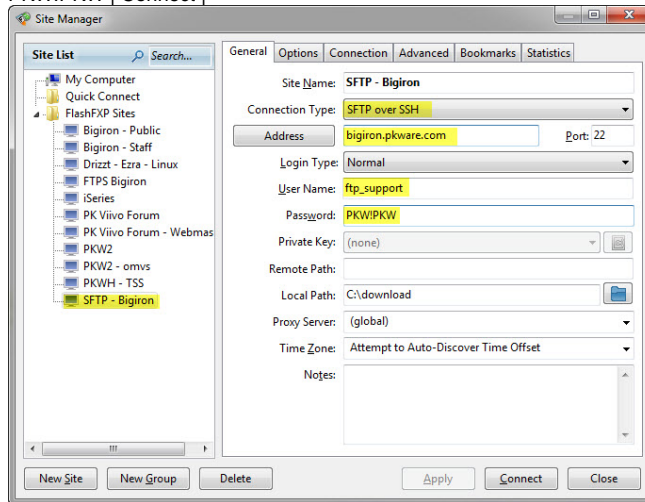 PKW!PKW | Connect |
Site Manager
Site List
Search...
My Computer
Quick Connect
FlashFXP Sites
Bigiron - Public
Bigiron - Staff
Drizzt - Ezra - Linux
FTPS Bigiron
iSeries
PK Viivo Forum
PK Viivo Forum - Webmas
PKW2
PKW2 - omvs
PKWH - TSS
SFTP - Bigiron
General Options Connection Advanced Bookmarks Statistics
Site Name: SFTP - Bigiron
Connection Type: SFTP over SSH
Address bigiron.pkware.com Port: 22
Login Type: Normal
User Name: ftp_support
Password: PKW!PKW
Private Key: (none)
Remote Path:
Local Path: C:\download
Proxy Server: (global)
Time Zone: Attempt to Auto-Discover Time Offset
Notes:
New Site New Group Delete Apply Connect Close